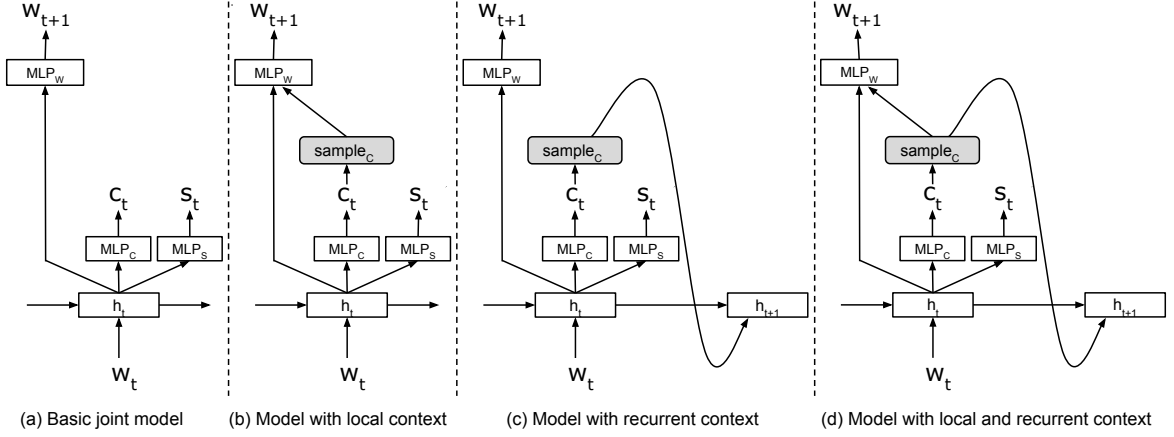 w_{t+1}
MLP_W
c_t s_t
MLP_C MLP_S
h_t
w_t
(a) Basic joint model
w_{t+1}
MLP_W
sample_C
c_t s_t
MLP_C MLP_S
h_t
w_t
(b) Model with local context
w_{t+1}
MLP_W
sample_C
c_t s_t
MLP_C MLP_S
h_t h_{t+1}
w_t
(c) Model with recurrent context
w_{t+1}
MLP_W
sample_C
c_t s_t
MLP_C MLP_S
h_t h_{t+1}
w_t
(d) Model with local and recurrent context